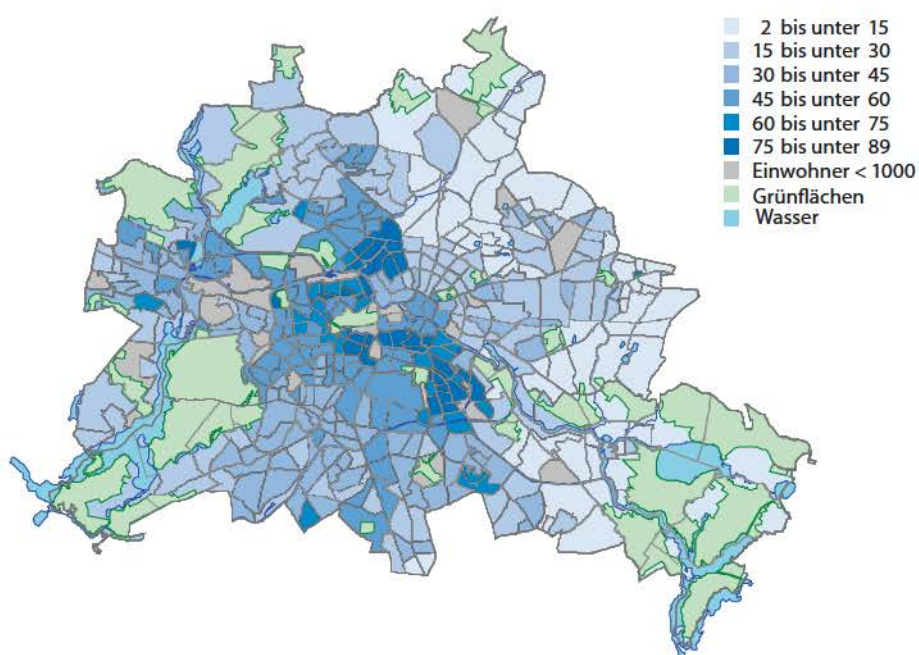 2 bis unter 15
15 bis unter 30
30 bis unter 45
45 bis unter 60
60 bis unter 75
75 bis unter 89
Einwohner < 1000
Grünflächen
Wasser